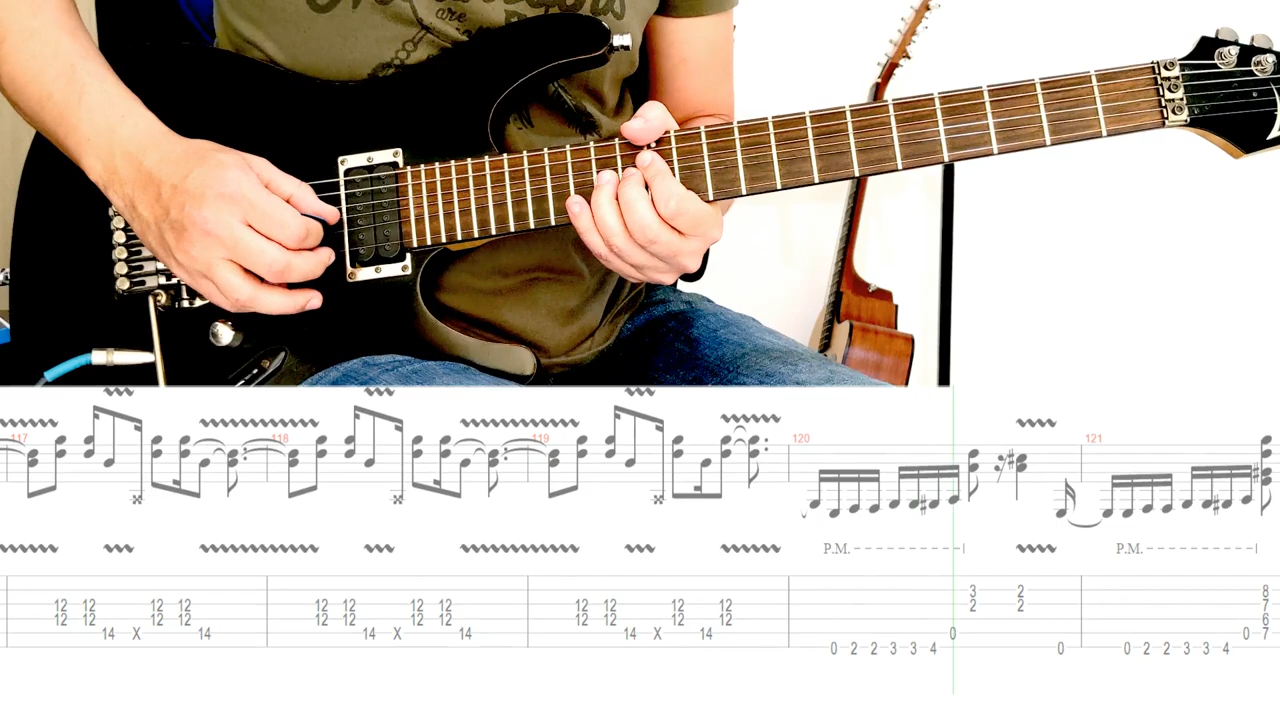 are
117 118 119 120 121
P.M. P.M.
3 2 8
12 12 12 12 12 12 12 12 12 12 12 12 2 2 7
12 12 12 12 12 12 12 12 12 12 12 12 6
14 X 14 14 X 14 14 X 14 0 0 7
0 2 2 3 3 4 0 0 2 2 3 3 4